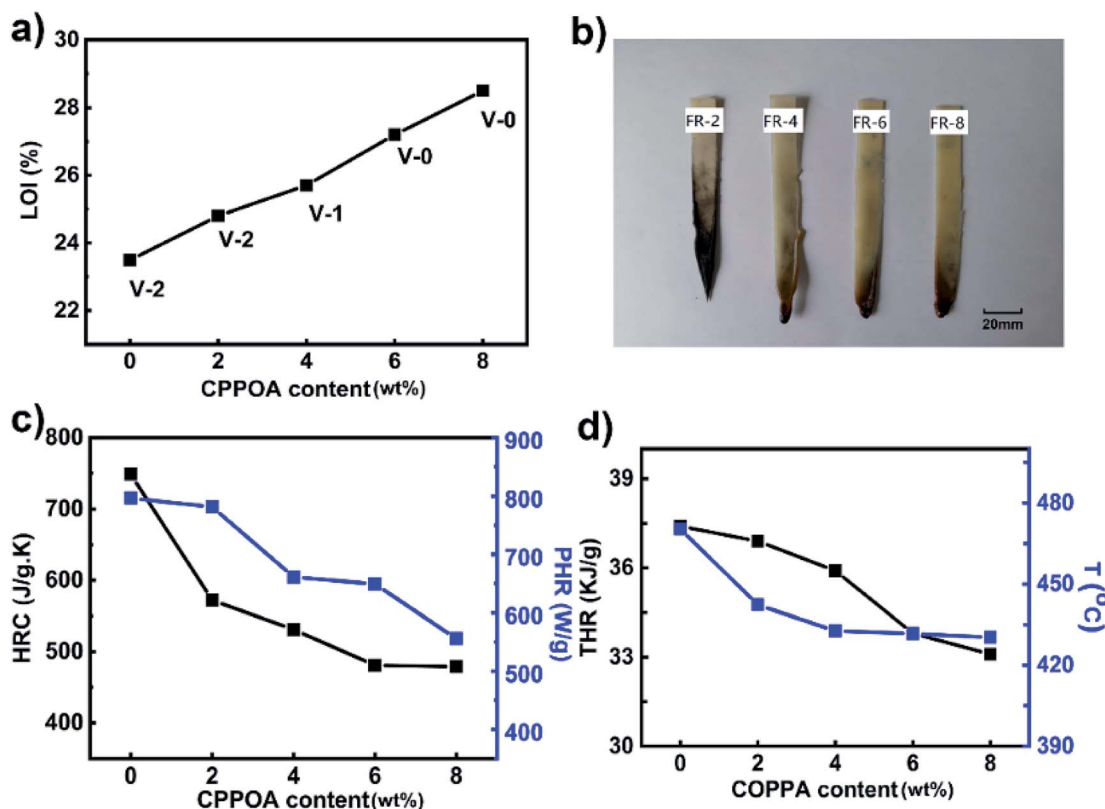 a)
30
28
26
24
22
LOI (%)
V-2
V-2
V-1
V-0
V-0
0 2 4 6 8
CPPOA content(wt%)
b)
FR-2 FR-4 FR-6 FR-8
20mm
c)
800
700
600
500
400
HRC (J/g.K)
900
800
700
600
500
400
PHR (W/g)
0 2 4 6 8
CPPOA content(wt%)
d)
39
36
33
30
THR (KJ/g)
480
450
420
390
T (℃)
0 2 4 6 8
COPPA content(wt%)